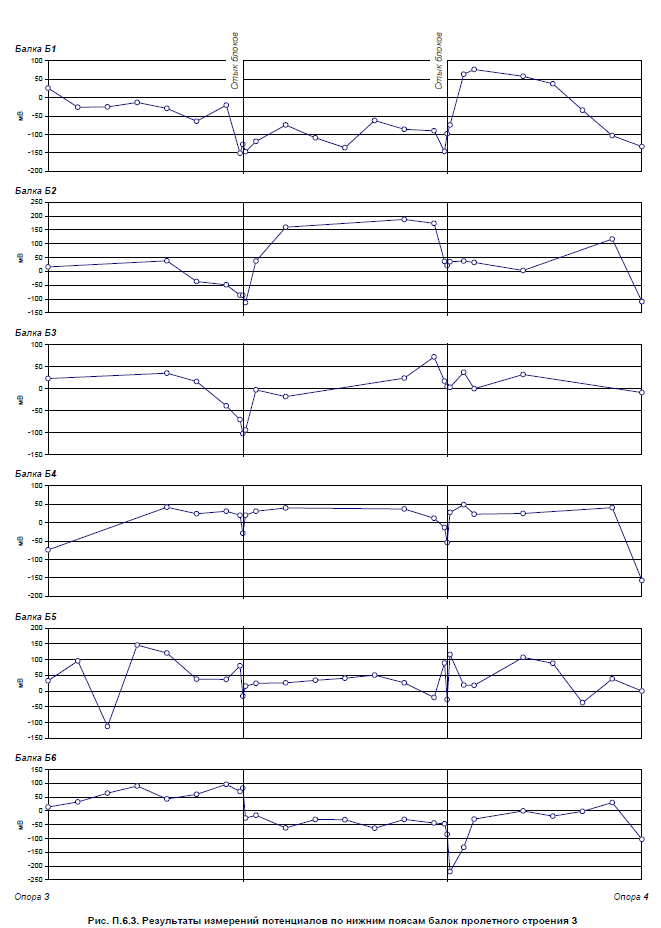 Стык блоков
Стык блоков
Балка Б1
100
50
0
-50
-100
-150
-200
мВ
Балка Б2
250
200
150
100
50
0
-50
-100
-150
мВ
Балка Б3
100
50
0
-50
-100
-150
мВ
Балка Б4
100
50
0
-50
-100
-150
-200
мВ
Балка Б5
200
150
100
50
0
-50
-100
-150
мВ
Балка Б6
150
100
50
0
-50
-100
-150
-200
-250
мВ
Опора 3 Опора 4
Рис. П.6.3. Результаты измерений потенциалов по нижним поясам балок пролетного строения 3